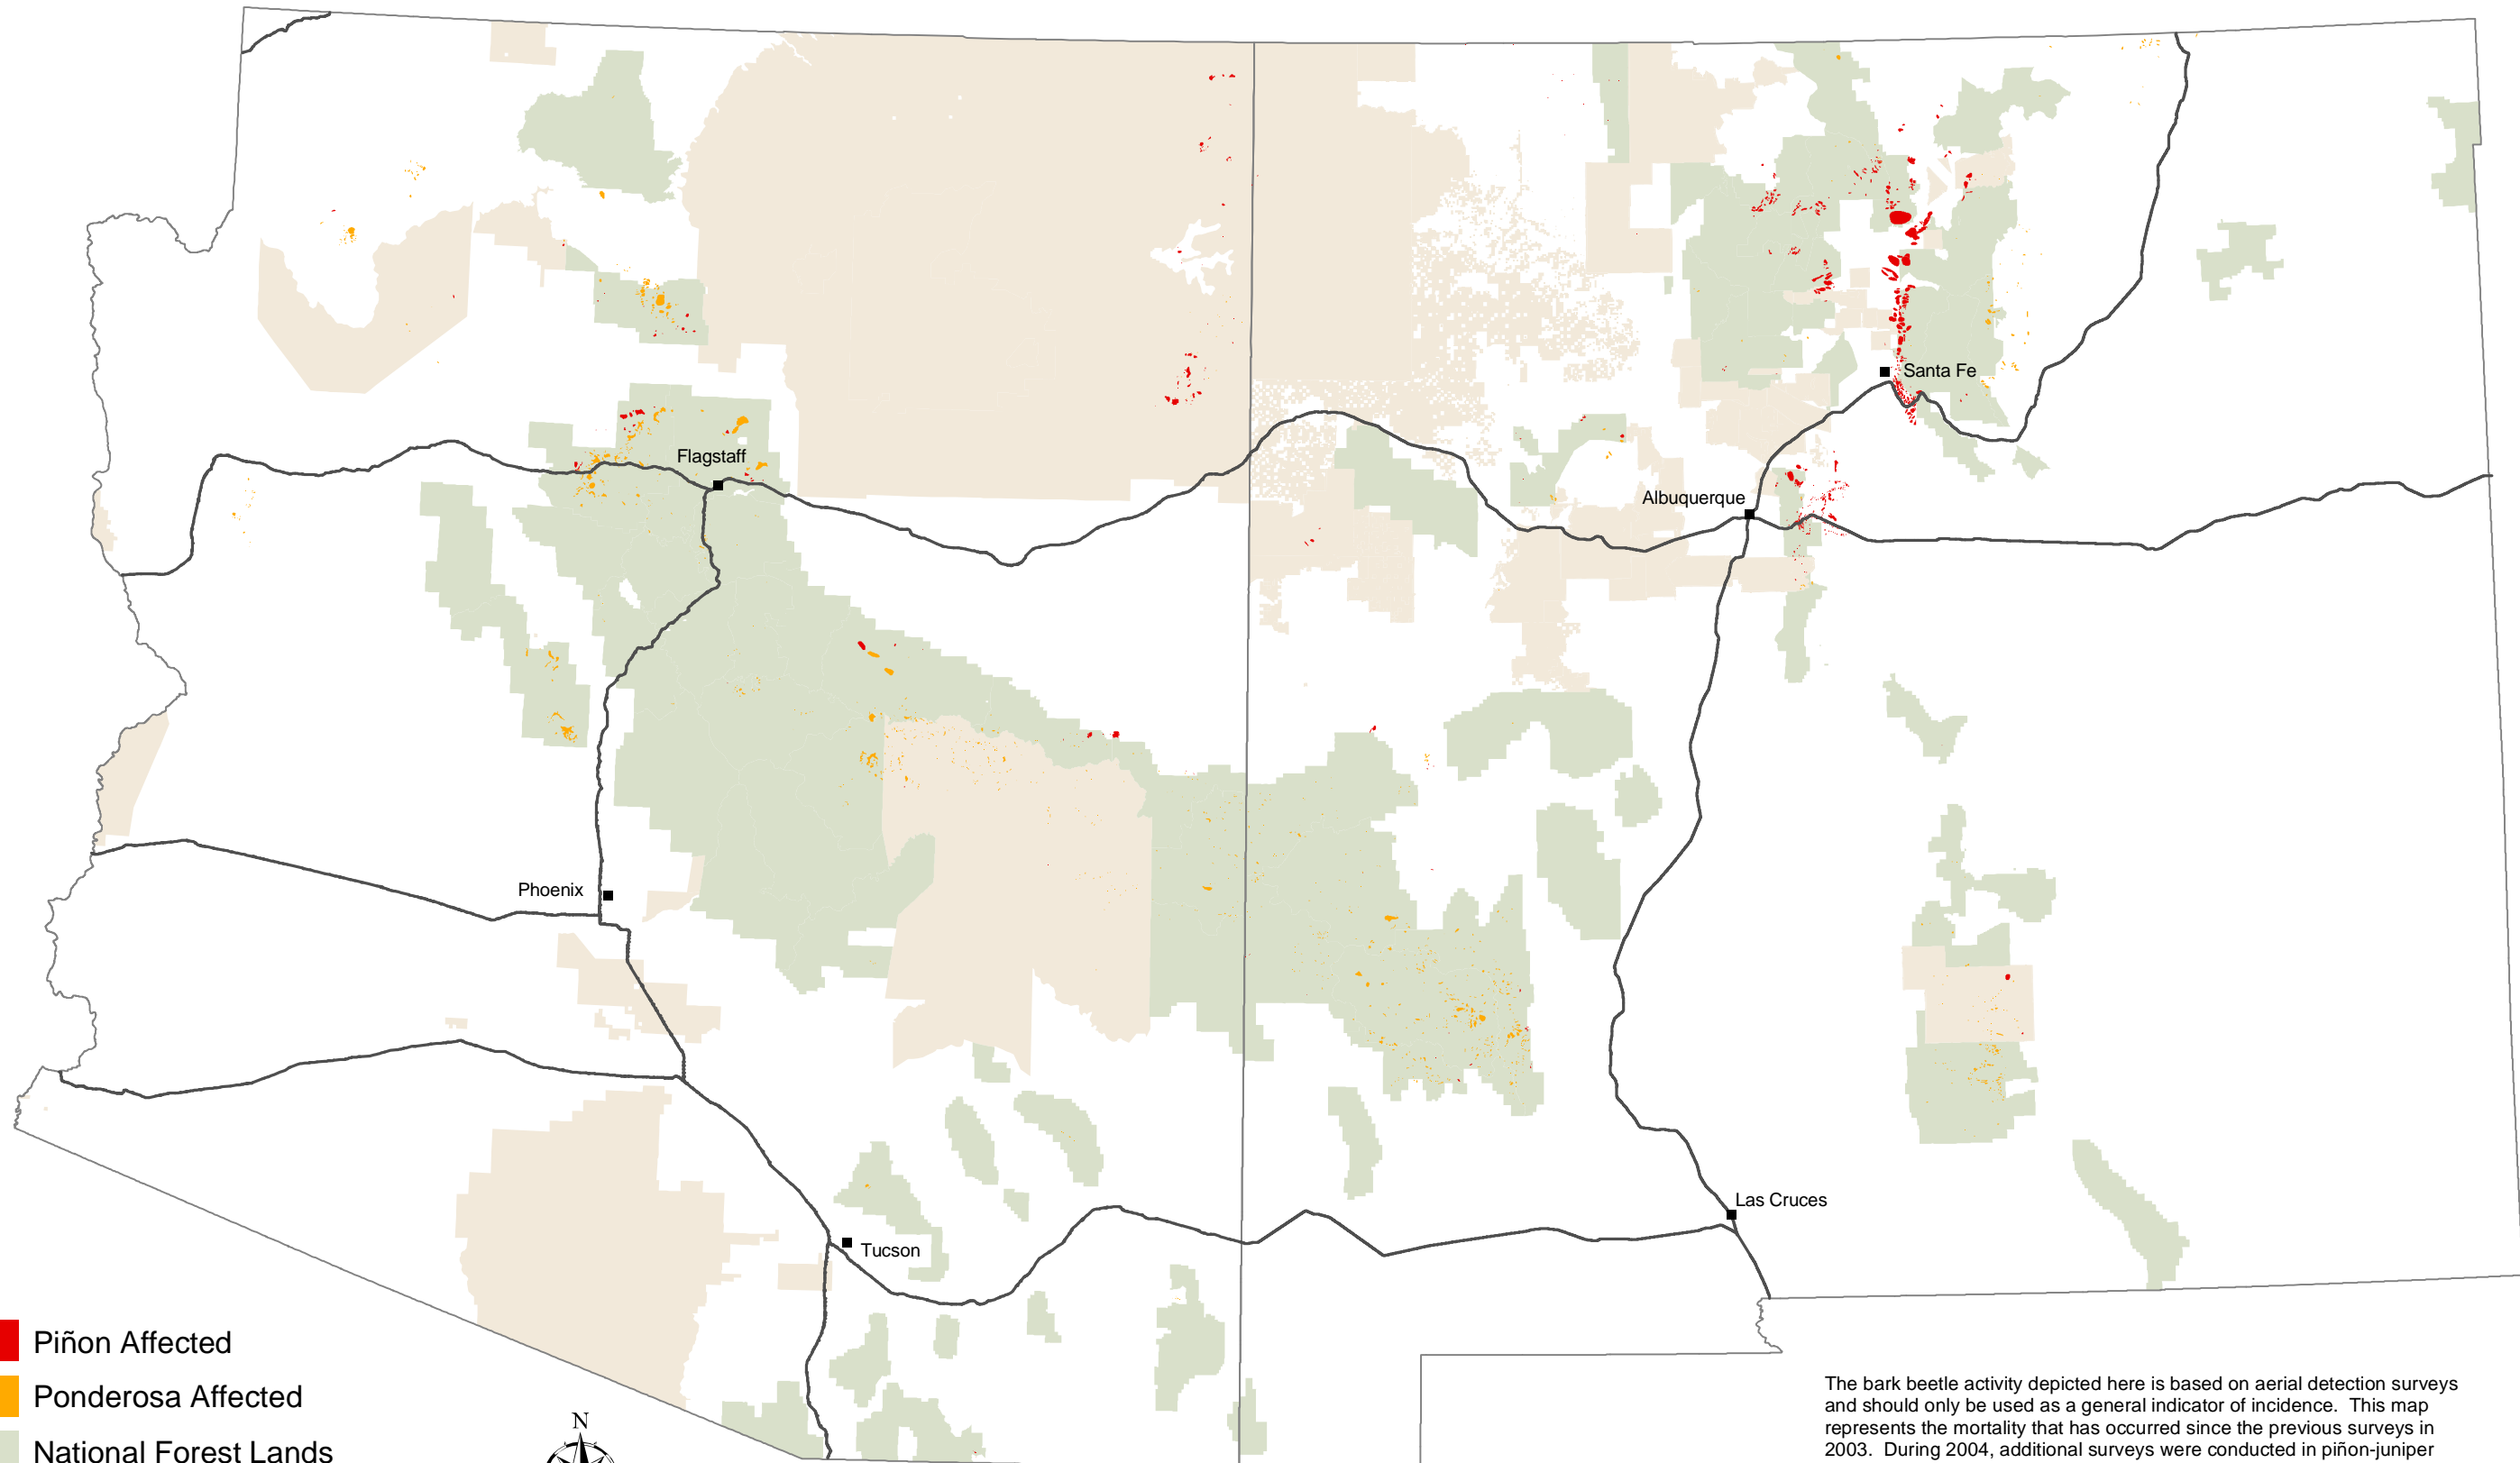 Santa Fe
Flagstaff
Albuquerque
Phoenix
Las Cruces
Tucson
Piñon Affected
Ponderosa Affected
National Forest Lands
N
The bark beetle activity depicted here is based on aerial detection surveys
and should only be used as a general indicator of incidence. This map
represents the mortality that has occurred since the previous surveys in
2003. During 2004, additional surveys were conducted in piñon-juniper